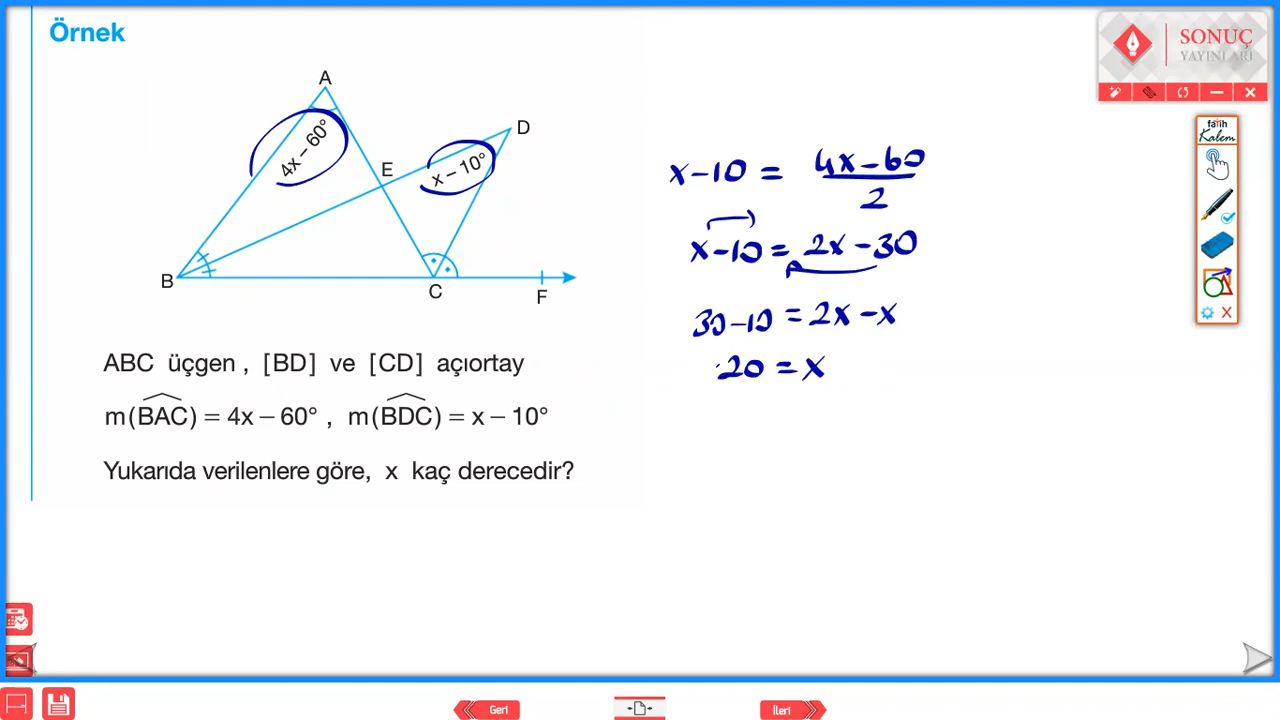 Örnek
SONUÇ
YAYINLARI
fatih
Kalem
A
D
E
4x – 60°
x – 10°
B
C
F
x-10 = 4x-60/2
x-10 = 2x-30
30-10 = 2x-x
20 = x
ABC üçgen , [BD] ve [CD] açıortay
m(BAC) = 4x – 60° , m(BDC) = x – 10°
Yukarıda verilenlere göre, x kaç derecedir?
Geri
İleri